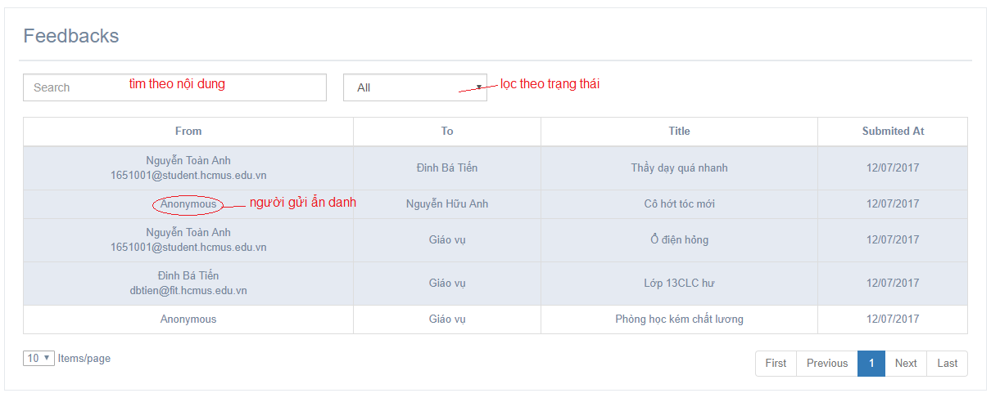 Feedbacks
Search tìm theo nội dung All lọc theo trạng thái
From To Title Submited At
Nguyễn Toàn Anh
1651001@student.hcmus.edu.vn Đinh Bá Tiến Thầy dạy quá nhanh 12/07/2017
Anonymous người gửi ẩn danh Nguyễn Hữu Anh Cô hớt tóc mới 12/07/2017
Nguyễn Toàn Anh
1651001@student.hcmus.edu.vn Giáo vụ Ổ điện hỏng 12/07/2017
Đinh Bá Tiến
dbtien@fit.hcmus.edu.vn Giáo vụ Lớp 13CLC hư 12/07/2017
Anonymous Giáo vụ Phòng học kém chất lương 12/07/2017
10 Items/page First Previous 1 Next Last